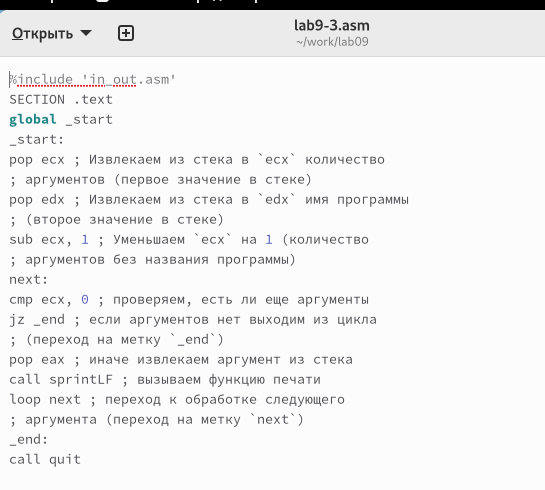 Открыть
lab9-3.asm
~/work/lab09
%include 'in_out.asm'
SECTION .text
global _start
_start:
pop ecx ; Извлекаем из стека в `ecx` количество
; аргументов (первое значение в стеке)
pop edx ; Извлекаем из стека в `edx` имя программы
; (второе значение в стеке)
sub ecx, 1 ; Уменьшаем `ecx` на 1 (количество
; аргументов без названия программы)
next:
cmp ecx, 0 ; проверяем, есть ли еще аргументы
jz _end ; если аргументов нет выходим из цикла
; (переход на метку `_end`)
pop eax ; иначе извлекаем аргумент из стека
call sprintLF ; вызываем функцию печати
loop next ; переход к обработке следующего
; аргумента (переход на метку `next`)
_end:
call quit